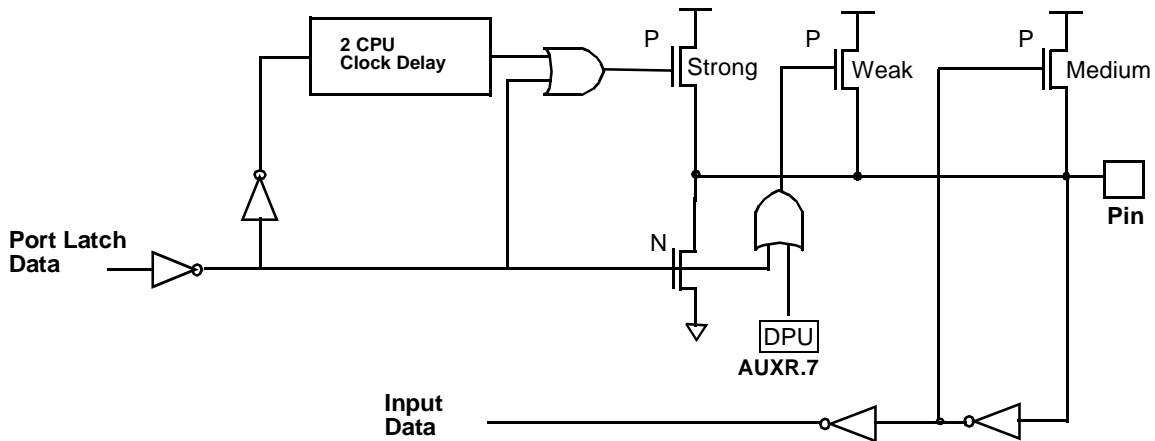 2 CPU
Clock Delay
P
Strong
P
Weak
P
Medium
Pin
Port Latch
Data
N
DPU
AUXR.7
Input
Data